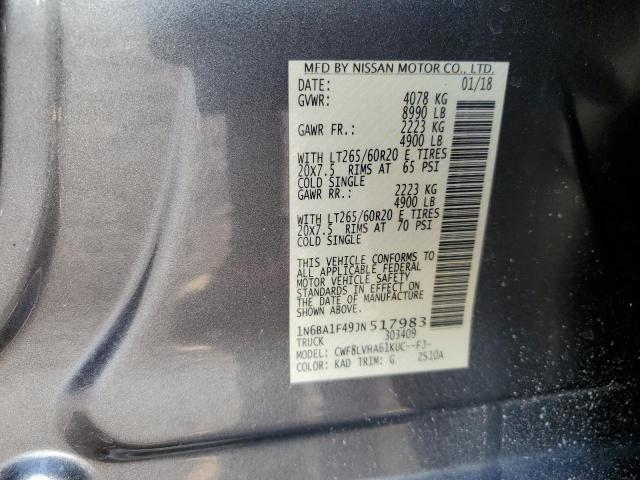 MFD BY NISSAN MOTOR CO., LTD.
DATE: 01/18
GVWR: 4078 KG
8990 LB
GAWR FR.: 2223 KG
4900 LB
WITH LT265/60R20 E TIRES
20x7.5 RIMS AT 65 PSI
COLD SINGLE
GAWR RR.: 2223 KG
4900 LB
WITH LT265/60R20 E TIRES
20x7.5 RIMS AT 70 PSI
COLD SINGLE
THIS VEHICLE CONFORMS TO
ALL APPLICABLE FEDERAL
MOTOR VEHICLE SAFETY
STANDARDS IN EFFECT ON
THE DATE OF MANUFACTURE
SHOWN ABOVE.
1N6BA1F49JN517983
TRUCK 303409
MODEL: CWF8LVHA61KUC--FJ-
COLOR: KAD TRIM: G 2S10A